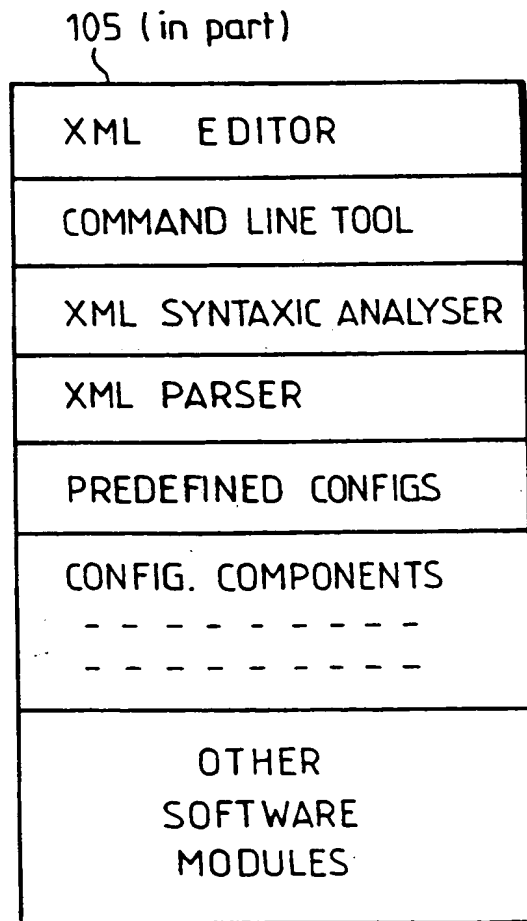 105 (in part)
XML EDITOR
COMMAND LINE TOOL
XML SYNTAXIC ANALYSER
XML PARSER
PREDEFINED CONFIGS
CONFIG. COMPONENTS
- - - - - - - - -
- - - - - - - - -
OTHER
SOFTWARE
MODULES